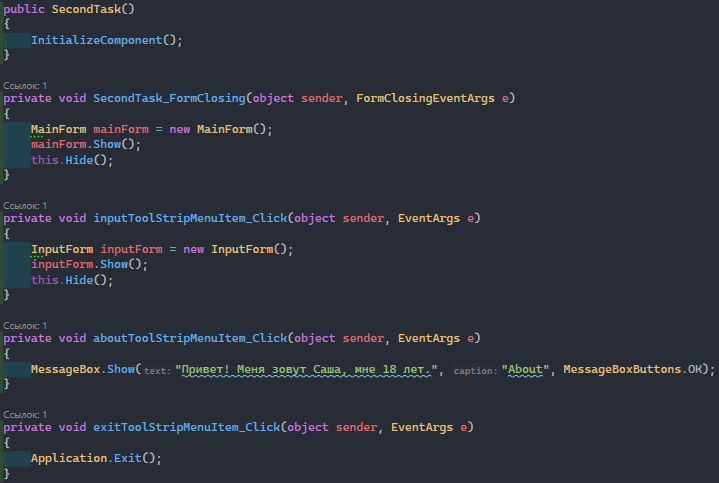 public SecondTask()
{
InitializeComponent();
}
Ссылок: 1
private void SecondTask_FormClosing(object sender, FormClosingEventArgs e)
{
MainForm mainForm = new MainForm();
mainForm.Show();
this.Hide();
}
Ссылок: 1
private void inputToolStripMenuItem_Click(object sender, EventArgs e)
{
InputForm inputForm = new InputForm();
inputForm.Show();
this.Hide();
}
Ссылок: 1
private void aboutToolStripMenuItem_Click(object sender, EventArgs e)
{
MessageBox.Show(text: "Привет! Меня зовут Саша, мне 18 лет.", caption: "About", MessageBoxButtons.OK);
}
Ссылок: 1
private void exitToolStripMenuItem_Click(object sender, EventArgs e)
{
Application.Exit();
}